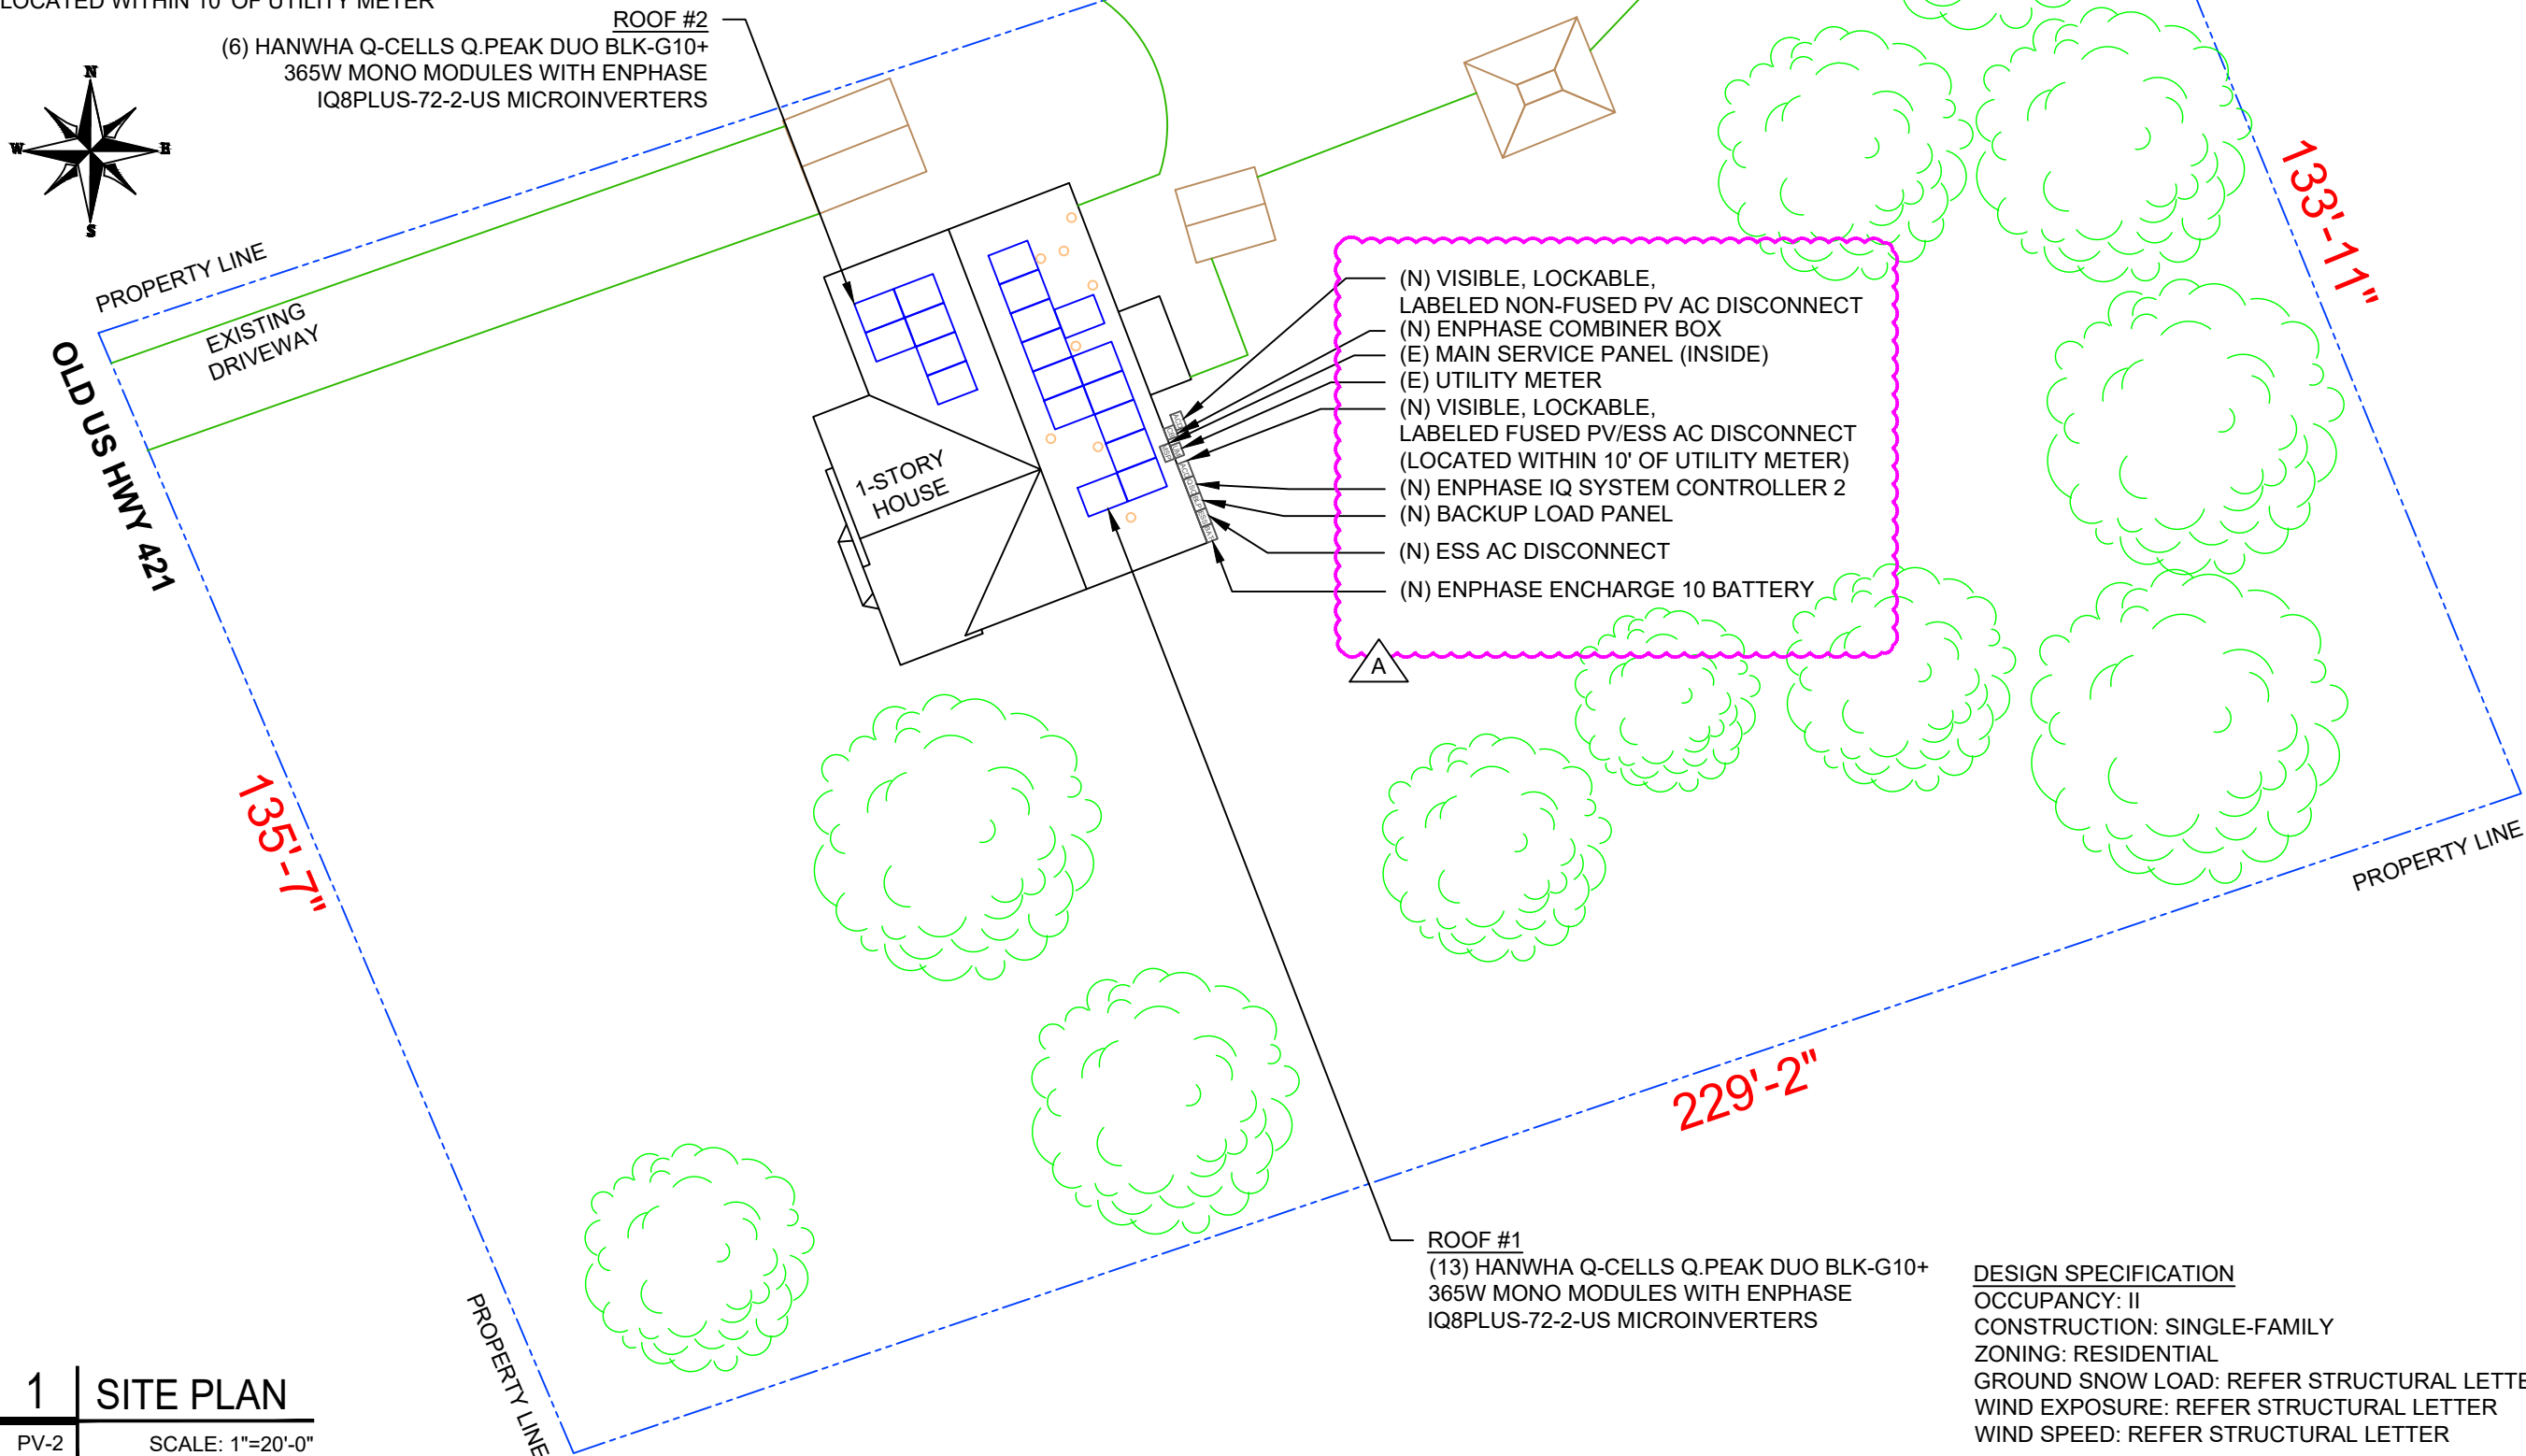 LOCATED WITHIN 10' OF UTILITY METER
ROOF #2
(6) HANWHA Q-CELLS Q.PEAK DUO BLK-G10+
365W MONO MODULES WITH ENPHASE
IQ8PLUS-72-2-US MICROINVERTERS
N
W
E
S
PROPERTY LINE
EXISTING
DRIVEWAY
OLD US HWY 421
1-STORY
HOUSE
133'-11"
(N) VISIBLE, LOCKABLE,
LABELED NON-FUSED PV AC DISCONNECT
(N) ENPHASE COMBINER BOX
(E) MAIN SERVICE PANEL (INSIDE)
(E) UTILITY METER
(N) VISIBLE, LOCKABLE,
LABELED FUSED PV/ESS AC DISCONNECT
(LOCATED WITHIN 10' OF UTILITY METER)
(N) ENPHASE IQ SYSTEM CONTROLLER 2
(N) BACKUP LOAD PANEL
(N) ESS AC DISCONNECT
(N) ENPHASE ENCHARGE 10 BATTERY
A
135'-7"
PROPERTY LINE
229'-2"
PROPERTY LINE
ROOF #1
(13) HANWHA Q-CELLS Q.PEAK DUO BLK-G10+
365W MONO MODULES WITH ENPHASE
IQ8PLUS-72-2-US MICROINVERTERS
DESIGN SPECIFICATION
OCCUPANCY: II
CONSTRUCTION: SINGLE-FAMILY
ZONING: RESIDENTIAL
GROUND SNOW LOAD: REFER STRUCTURAL LETTE
WIND EXPOSURE: REFER STRUCTURAL LETTER
WIND SPEED: REFER STRUCTURAL LETTER
1 SITE PLAN
PV-2 SCALE: 1"=20'-0"